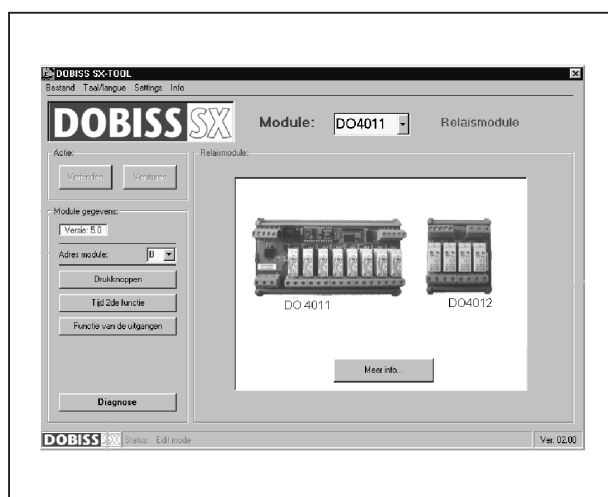 DOBISS SX-TOOL
Bestand Taal/langue Settings Info
DOBISS SX
Module: DO4011 Relaismodule
Actie:
Verbinden Versturen
Module gegevens:
Versie: 5.0
Adres module: B
Drukknoppen
Tijd 2de functie
Functie van de uitgangen
Diagnose
Relaismodule:
DO 4011
DO4012
Meer info...
DOBISS SX Status: Edit mode
Ver: 02.00